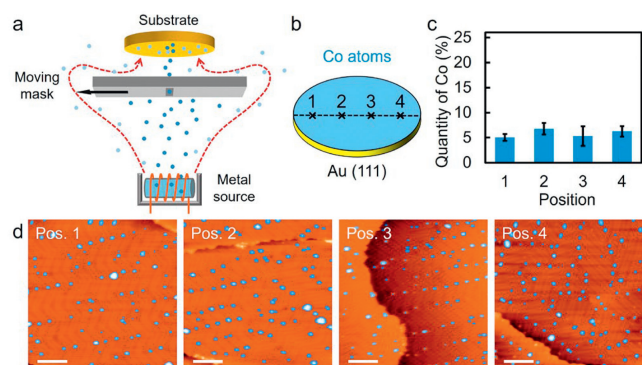 a
Substrate
Moving
mask
Metal
source
b
Co atoms
1 2 3 4
Au (111)
c
Quantity of Co (%)
25
20
15
10
5
0
1 2 3 4
Position
d
Pos. 1
Pos. 2
Pos. 3
Pos. 4